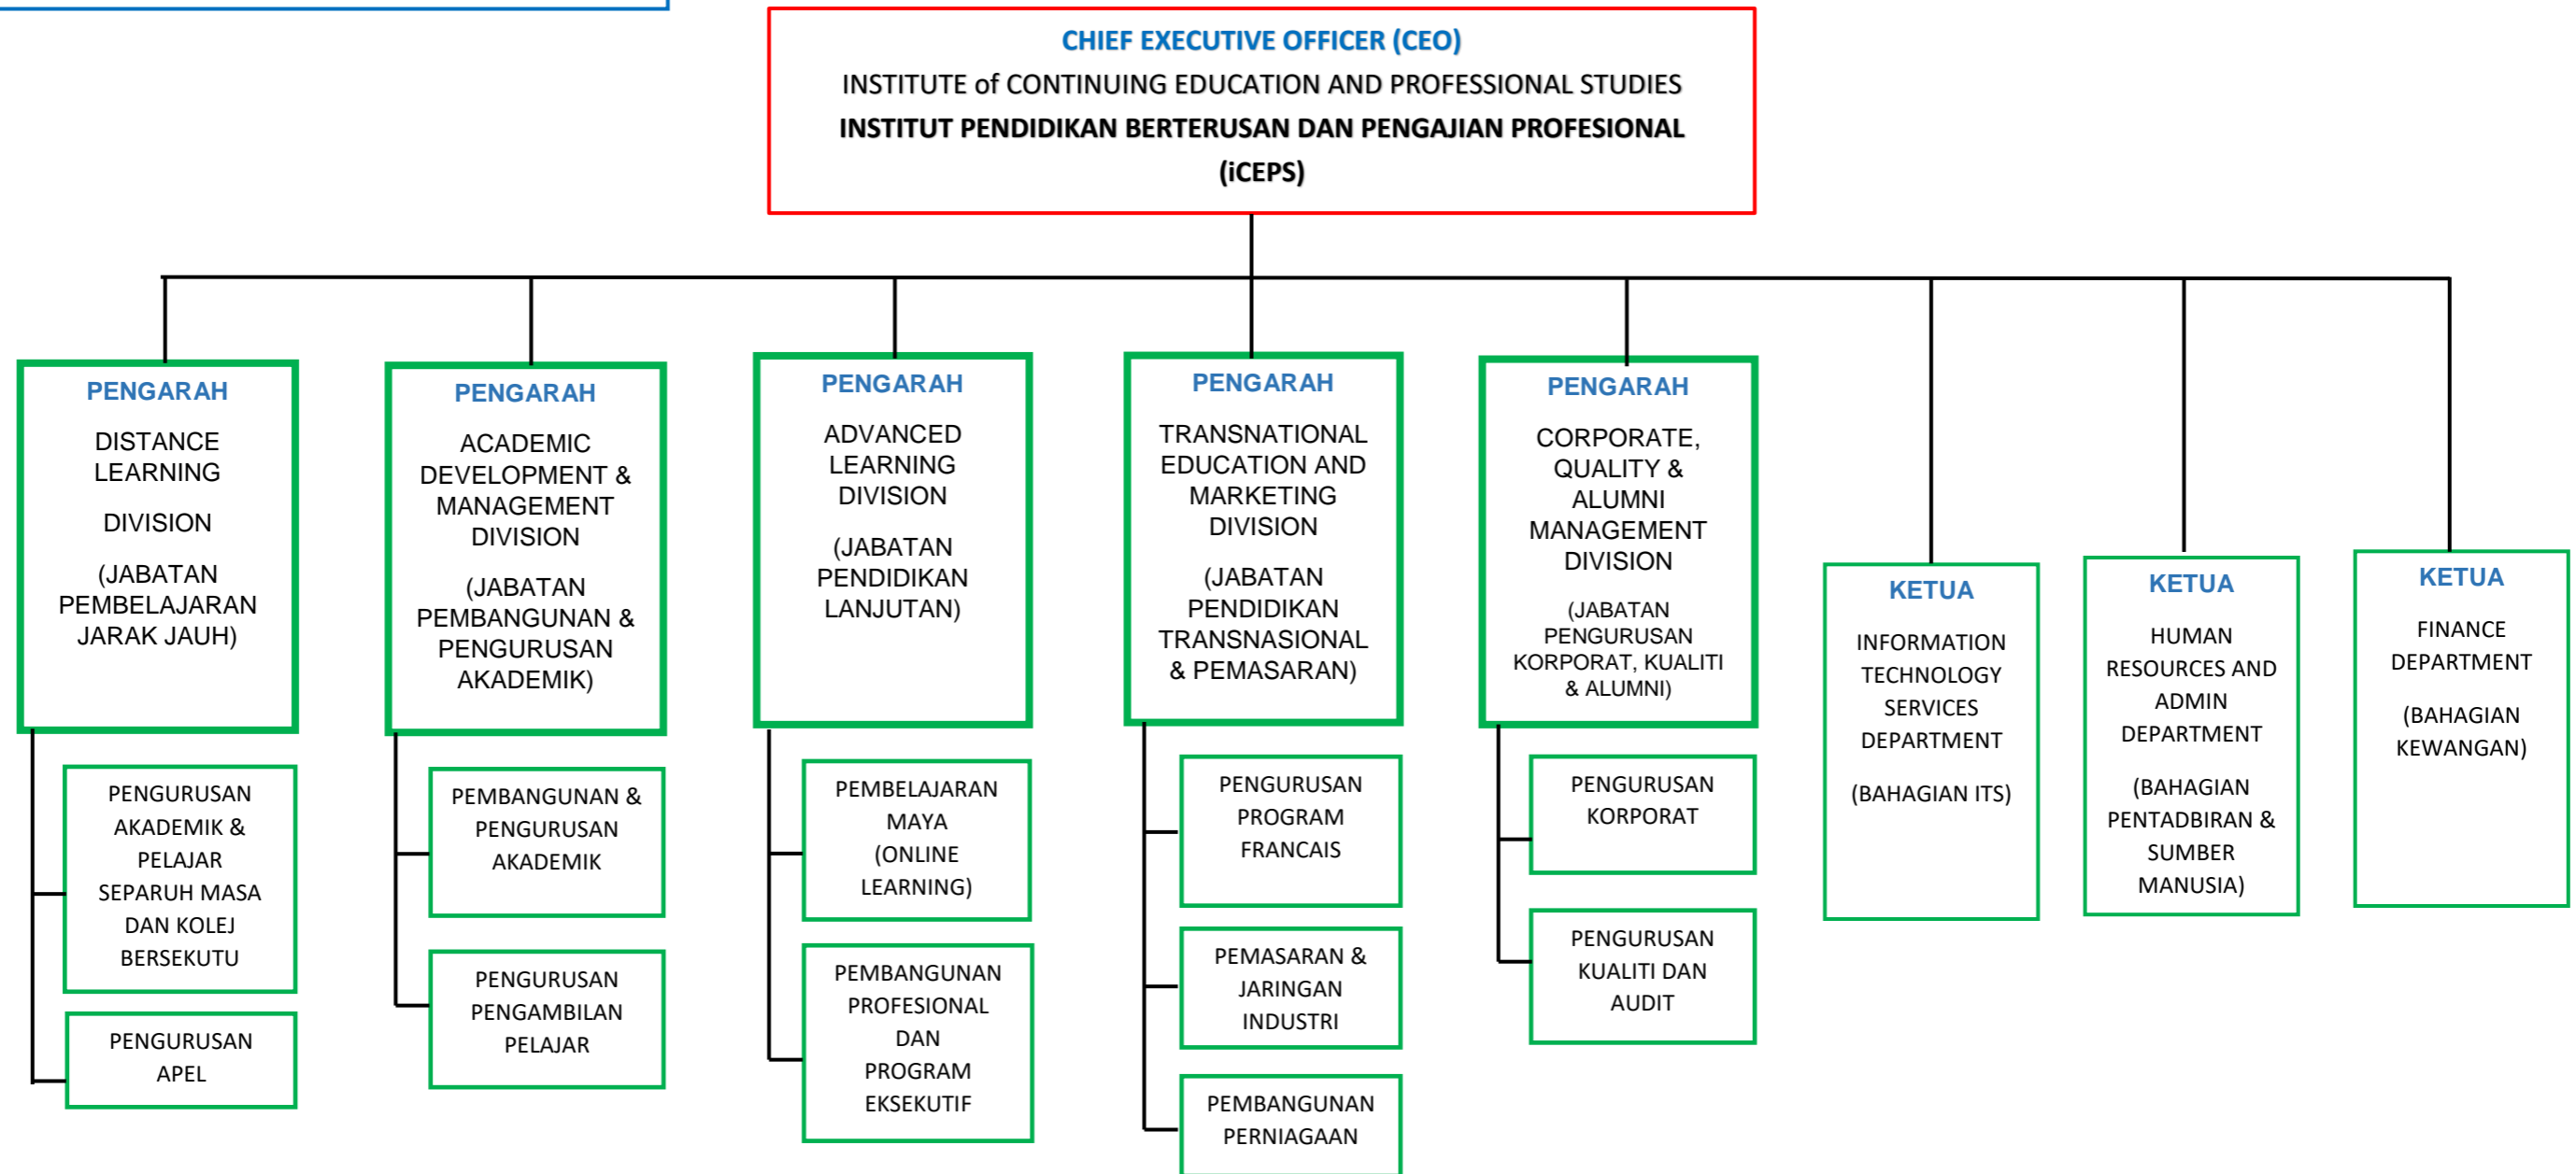 CHIEF EXECUTIVE OFFICER (CEO)
INSTITUTE of CONTINUING EDUCATION AND PROFESSIONAL STUDIES
INSTITUT PENDIDIKAN BERTERUSAN DAN PENGAJIAN PROFESIONAL
(iCEPS)
PENGARAH
DISTANCE
LEARNING
DIVISION
(JABATAN
PEMBELAJARAN
JARAK JAUH)
PENGURUSAN
AKADEMIK &
PELAJAR
SEPARUH MASA
DAN KOLEJ
BERSEKUTU
PENGURUSAN
APEL
PENGARAH
ACADEMIC
DEVELOPMENT &
MANAGEMENT
DIVISION
(JABATAN
PEMBANGUNAN &
PENGURUSAN
AKADEMIK)
PEMBANGUNAN &
PENGURUSAN
AKADEMIK
PENGURUSAN
PENGAMBILAN
PELAJAR
PENGARAH
ADVANCED
LEARNING
DIVISION
(JABATAN
PENDIDIKAN
LANJUTAN)
PEMBELAJARAN
MAYA
(ONLINE
LEARNING)
PEMBANGUNAN
PROFESIONAL
DAN
PROGRAM
EKSEKUTIF
PENGARAH
TRANSNATIONAL
EDUCATION AND
MARKETING
DIVISION
(JABATAN
PENDIDIKAN
TRANSNASIONAL
& PEMASARAN)
PENGURUSAN
PROGRAM
FRANCAIS
PEMASARAN &
JARINGAN
INDUSTRI
PEMBANGUNAN
PERNIAGAAN
PENGARAH
CORPORATE,
QUALITY &
ALUMNI
MANAGEMENT
DIVISION
(JABATAN
PENGURUSAN
KORPORAT, KUALITI
& ALUMNI)
PENGURUSAN
KORPORAT
PENGURUSAN
KUALITI DAN
AUDIT
KETUA
INFORMATION
TECHNOLOGY
SERVICES
DEPARTMENT
(BAHAGIAN ITS)
KETUA
HUMAN
RESOURCES AND
ADMIN
DEPARTMENT
(BAHAGIAN
PENTADBIRAN &
SUMBER
MANUSIA)
KETUA
FINANCE
DEPARTMENT
(BAHAGIAN
KEWANGAN)